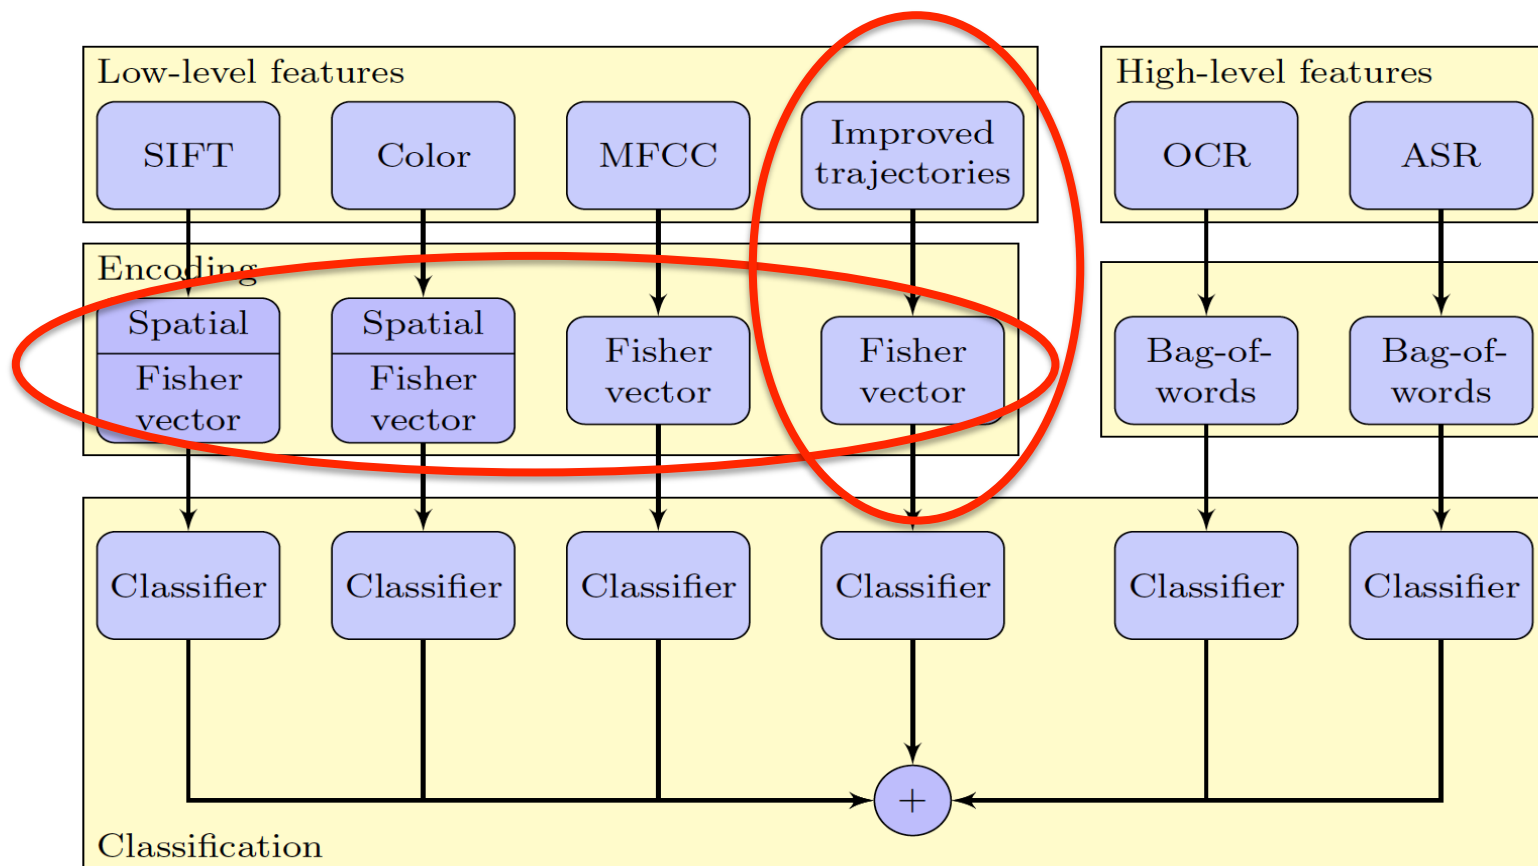 Low-level features
High-level features
SIFT
Color
MFCC
Improved
trajectories
OCR
ASR
Encoding
Spatial
Fisher
vector
Spatial
Fisher
vector
Fisher
vector
Fisher
vector
Bag-of-
words
Bag-of-
words
Classifier
Classifier
Classifier
Classifier
Classifier
Classifier
+
Classification